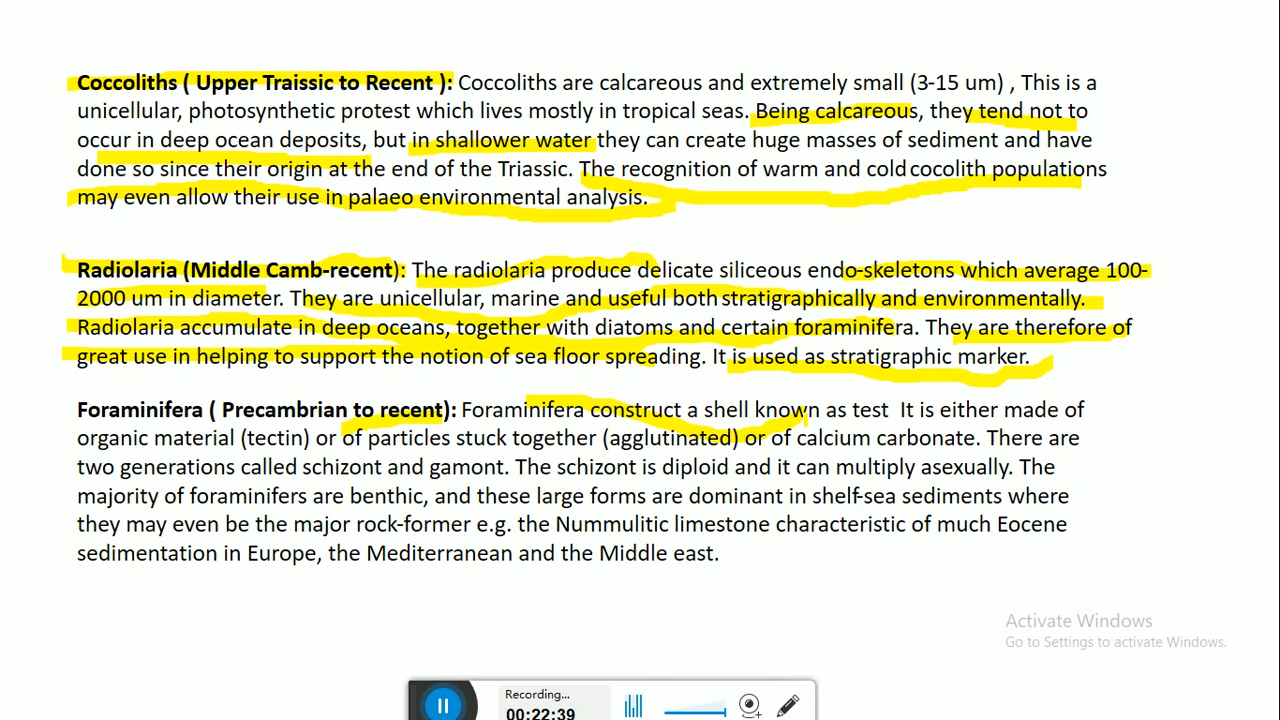 Coccoliths ( Upper Traissic to Recent ): Coccoliths are calcareous and extremely small (3-15 um) , This is a
unicellular, photosynthetic protest which lives mostly in tropical seas. Being calcareous, they tend not to
occur in deep ocean deposits, but in shallower water they can create huge masses of sediment and have
done so since their origin at the end of the Triassic. The recognition of warm and cold cocolith populations
may even allow their use in palaeo environmental analysis.
Radiolaria (Middle Camb-recent): The radiolaria produce delicate siliceous endo-skeletons which average 100-
2000 um in diameter. They are unicellular, marine and useful both stratigraphically and environmentally.
Radiolaria accumulate in deep oceans, together with diatoms and certain foraminifera. They are therefore of
great use in helping to support the notion of sea floor spreading. It is used as stratigraphic marker.
Foraminifera ( Precambrian to recent): Foraminifera construct a shell known as test It is either made of
organic material (tectin) or of particles stuck together (agglutinated) or of calcium carbonate. There are
two generations called schizont and gamont. The schizont is diploid and it can multiply asexually. The
majority of foraminifers are benthic, and these large forms are dominant in shelf-sea sediments where
they may even be the major rock-former e.g. the Nummulitic limestone characteristic of much Eocene
sedimentation in Europe, the Mediterranean and the Middle east.
Activate Windows
Go to Settings to activate Windows.
Recording...
00:22:39